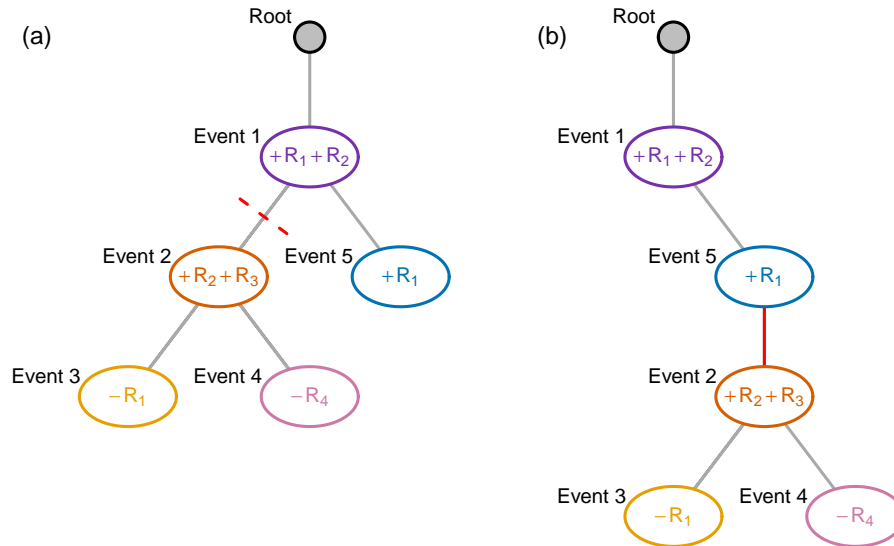 (a)
Root
Event 1
+R₁+R₂
Event 2
+R₂+R₃
Event 5
+R₁
Event 3
−R₁
Event 4
−R₄
(b)
Root
Event 1
+R₁+R₂
Event 5
+R₁
Event 2
+R₂+R₃
Event 3
−R₁
Event 4
−R₄